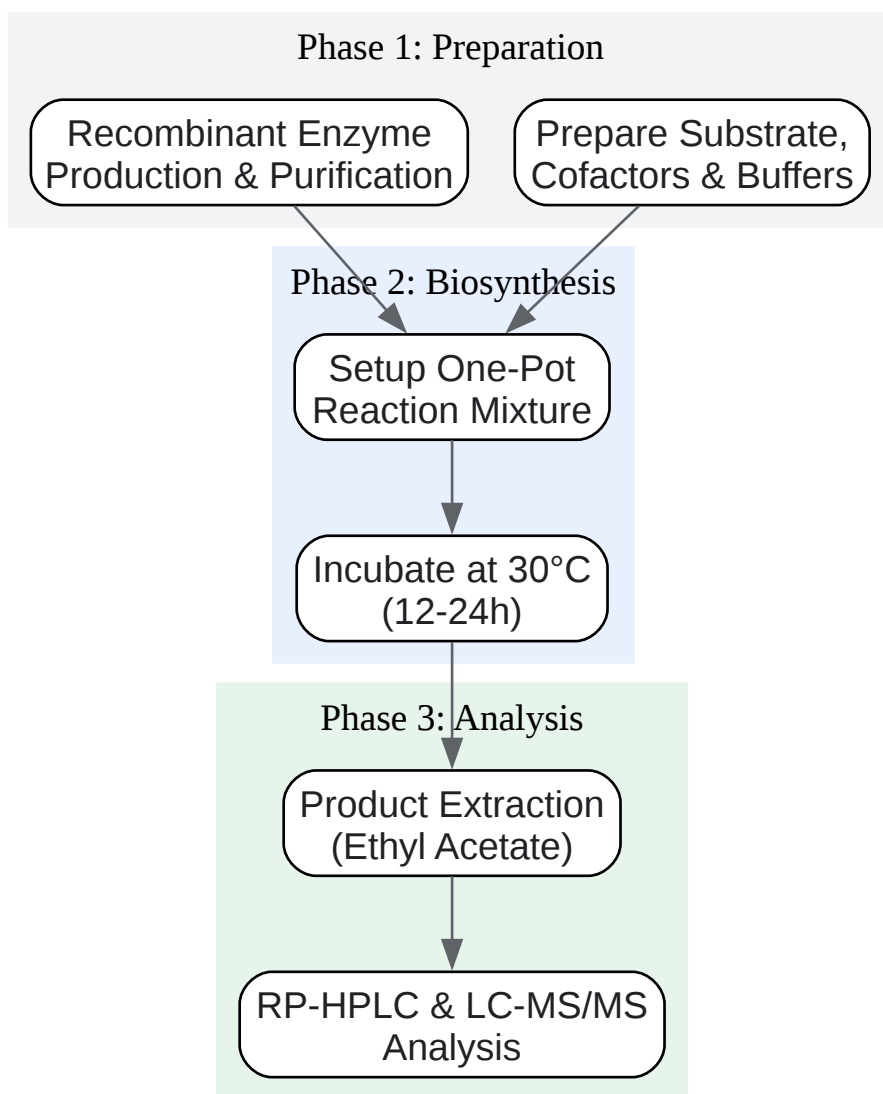 Phase 1: Preparation
Recombinant Enzyme
Production & Purification
Prepare Substrate,
Cofactors & Buffers
Phase 2: Biosynthesis
Setup One-Pot
Reaction Mixture
Incubate at 30°C
(12-24h)
Phase 3: Analysis
Product Extraction
(Ethyl Acetate)
RP-HPLC & LC-MS/MS
Analysis